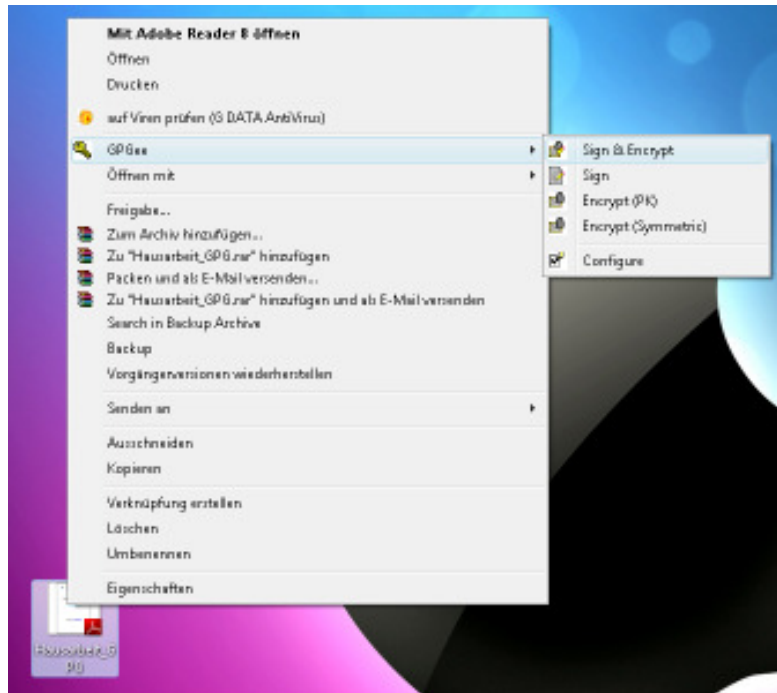 Mit Adobe Reader 8 öffnen
Öffnen
Drucken
auf Viren prüfen (G DATA AntiVirus)
GPGee
Öffnen mit
Freigabe...
Zum Archiv hinzufügen...
Zu "Hausarbeit_GPG.rar" hinzufügen
Packen und als E-Mail versenden...
Zu "Hausarbeit_GPG.rar" hinzufügen und als E-Mail versenden
Search in Backup Archive
Backup
Vorgängerversionen wiederherstellen
Senden an
Ausschneiden
Kopieren
Verknüpfung erstellen
Löschen
Umbenennen
Eigenschaften
Sign & Encrypt
Sign
Encrypt (PK)
Encrypt (Symmetric)
Configure
Hausarbeit_G
PG